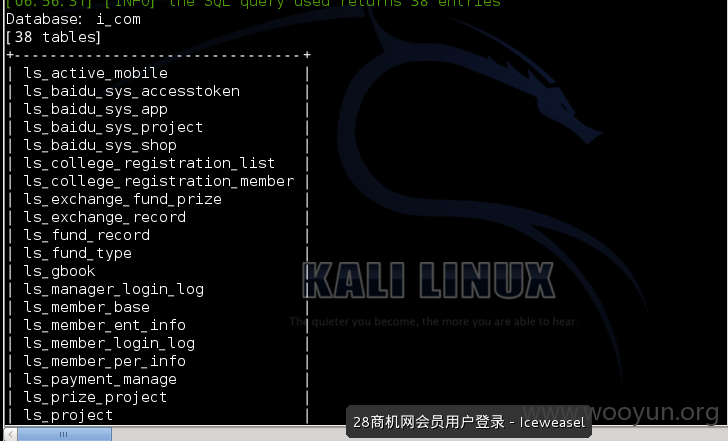 [06:56:31] [INFO] the SQL query used returns 38 entries
Database: i_com
[38 tables]
+-------------------------------+
| ls_active_mobile |
| ls_baidu_sys_accesstoken |
| ls_baidu_sys_app |
| ls_baidu_sys_project |
| ls_baidu_sys_shop |
| ls_college_registration_list |
| ls_college_registration_member |
| ls_exchange_fund_prize |
| ls_exchange_record |
| ls_fund_record |
| ls_fund_type |
| ls_gbook |
| ls_manager_login_log |
| ls_member_base |
| ls_member_ent_info |
| ls_member_login_log |
| ls_member_per_info |
| ls_payment_manage |
| ls_prize_project |
| ls_project |
KALI LINUX
The quieter you become, the more you are able to hear.
28商机网会员用户登录 - Iceweasel
www.wooyun.org